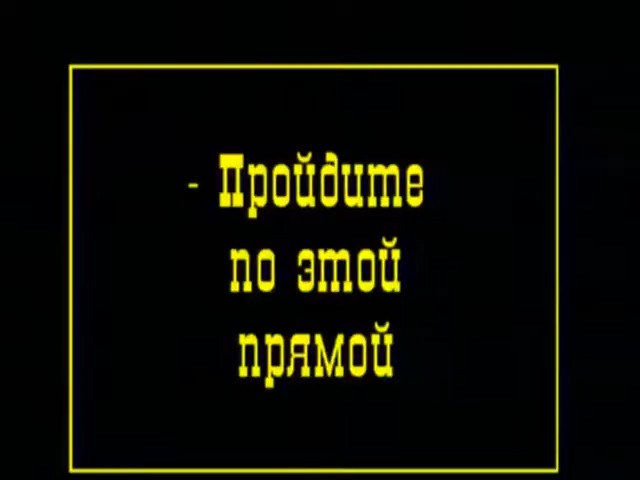 - Пройдите
по этой
прямой